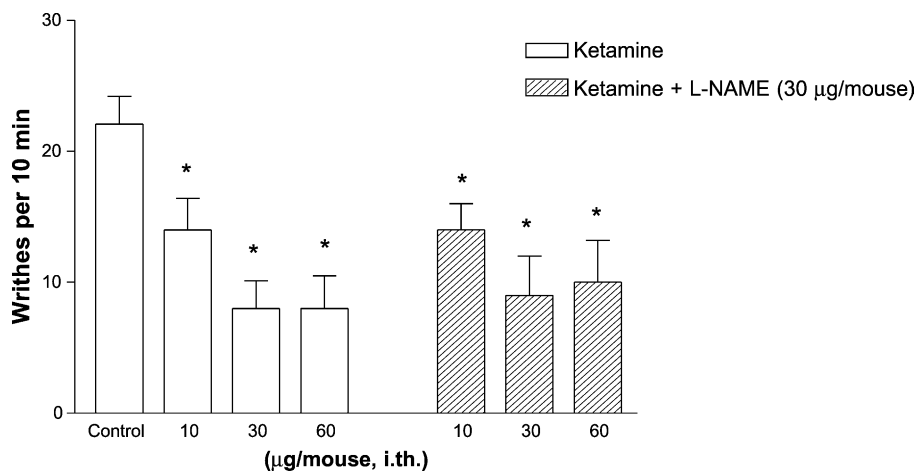 30
Ketamine
Ketamine + L-NAME (30 μg/mouse)
Writhes per 10 min
20
*
*
*
*
*
*
10
0
Control 10 30 60 10 30 60
(μg/mouse, i.th.)